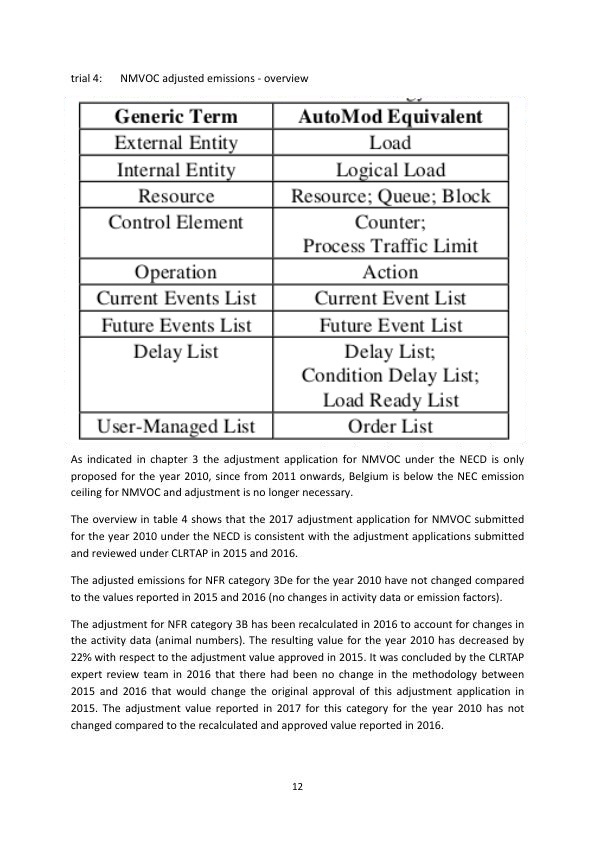 trial 4: NMVOC adjusted emissions - overview
Generic Term AutoMod Equivalent
External Entity Load
Internal Entity Logical Load
Resource Resource; Queue; Block
Control Element Counter;
Process Traffic Limit
Operation Action
Current Events List Current Event List
Future Events List Future Event List
Delay List Delay List;
Condition Delay List;
Load Ready List
User-Managed List Order List
As indicated in chapter 3 the adjustment application for NMVOC under the NECD is only
proposed for the year 2010, since from 2011 onwards, Belgium is below the NEC emission
ceiling for NMVOC and adjustment is no longer necessary.
The overview in table 4 shows that the 2017 adjustment application for NMVOC submitted
for the year 2010 under the NECD is consistent with the adjustment applications submitted
and reviewed under CLRTAP in 2015 and 2016.
The adjusted emissions for NFR category 3De for the year 2010 have not changed compared
to the values reported in 2015 and 2016 (no changes in activity data or emission factors).
The adjustment for NFR category 3B has been recalculated in 2016 to account for changes in
the activity data (animal numbers). The resulting value for the year 2010 has decreased by
22% with respect to the adjustment value approved in 2015. It was concluded by the CLRTAP
expert review team in 2016 that there had been no change in the methodology between
2015 and 2016 that would change the original approval of this adjustment application in
2015. The adjustment value reported in 2017 for this category for the year 2010 has not
changed compared to the recalculated and approved value reported in 2016.
12